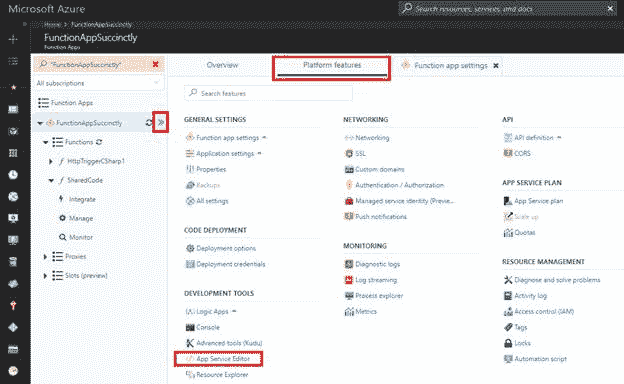 Microsoft Azure
Search resources, services, and docs
Home > FunctionAppSuccinctly
FunctionAppSuccinctly
Function Apps
"FunctionAppSuccinctly"
All subscriptions
Function Apps
FunctionAppSuccinctly
Functions
HttpTriggerCSharp1
SharedCode
Integrate
Manage
Monitor
Proxies
Slots (preview)
Overview
Platform features
Function app settings
Search features
GENERAL SETTINGS
Function app settings
Application settings
Properties
Backups
All settings
CODE DEPLOYMENT
Deployment options
Deployment credentials
DEVELOPMENT TOOLS
Logic Apps
Console
Advanced tools (Kudu)
App Service Editor
Resource Explorer
NETWORKING
Networking
SSL
Custom domains
Authentication / Authorization
Managed service identity (Previe...
Push notifications
MONITORING
Diagnostic logs
Log streaming
Process explorer
Metrics
API
API definition
CORS
APP SERVICE PLAN
App Service plan
Scale up
Quotas
RESOURCE MANAGEMENT
Diagnose and solve problems
Activity log
Access control (IAM)
Tags
Locks
Automation script